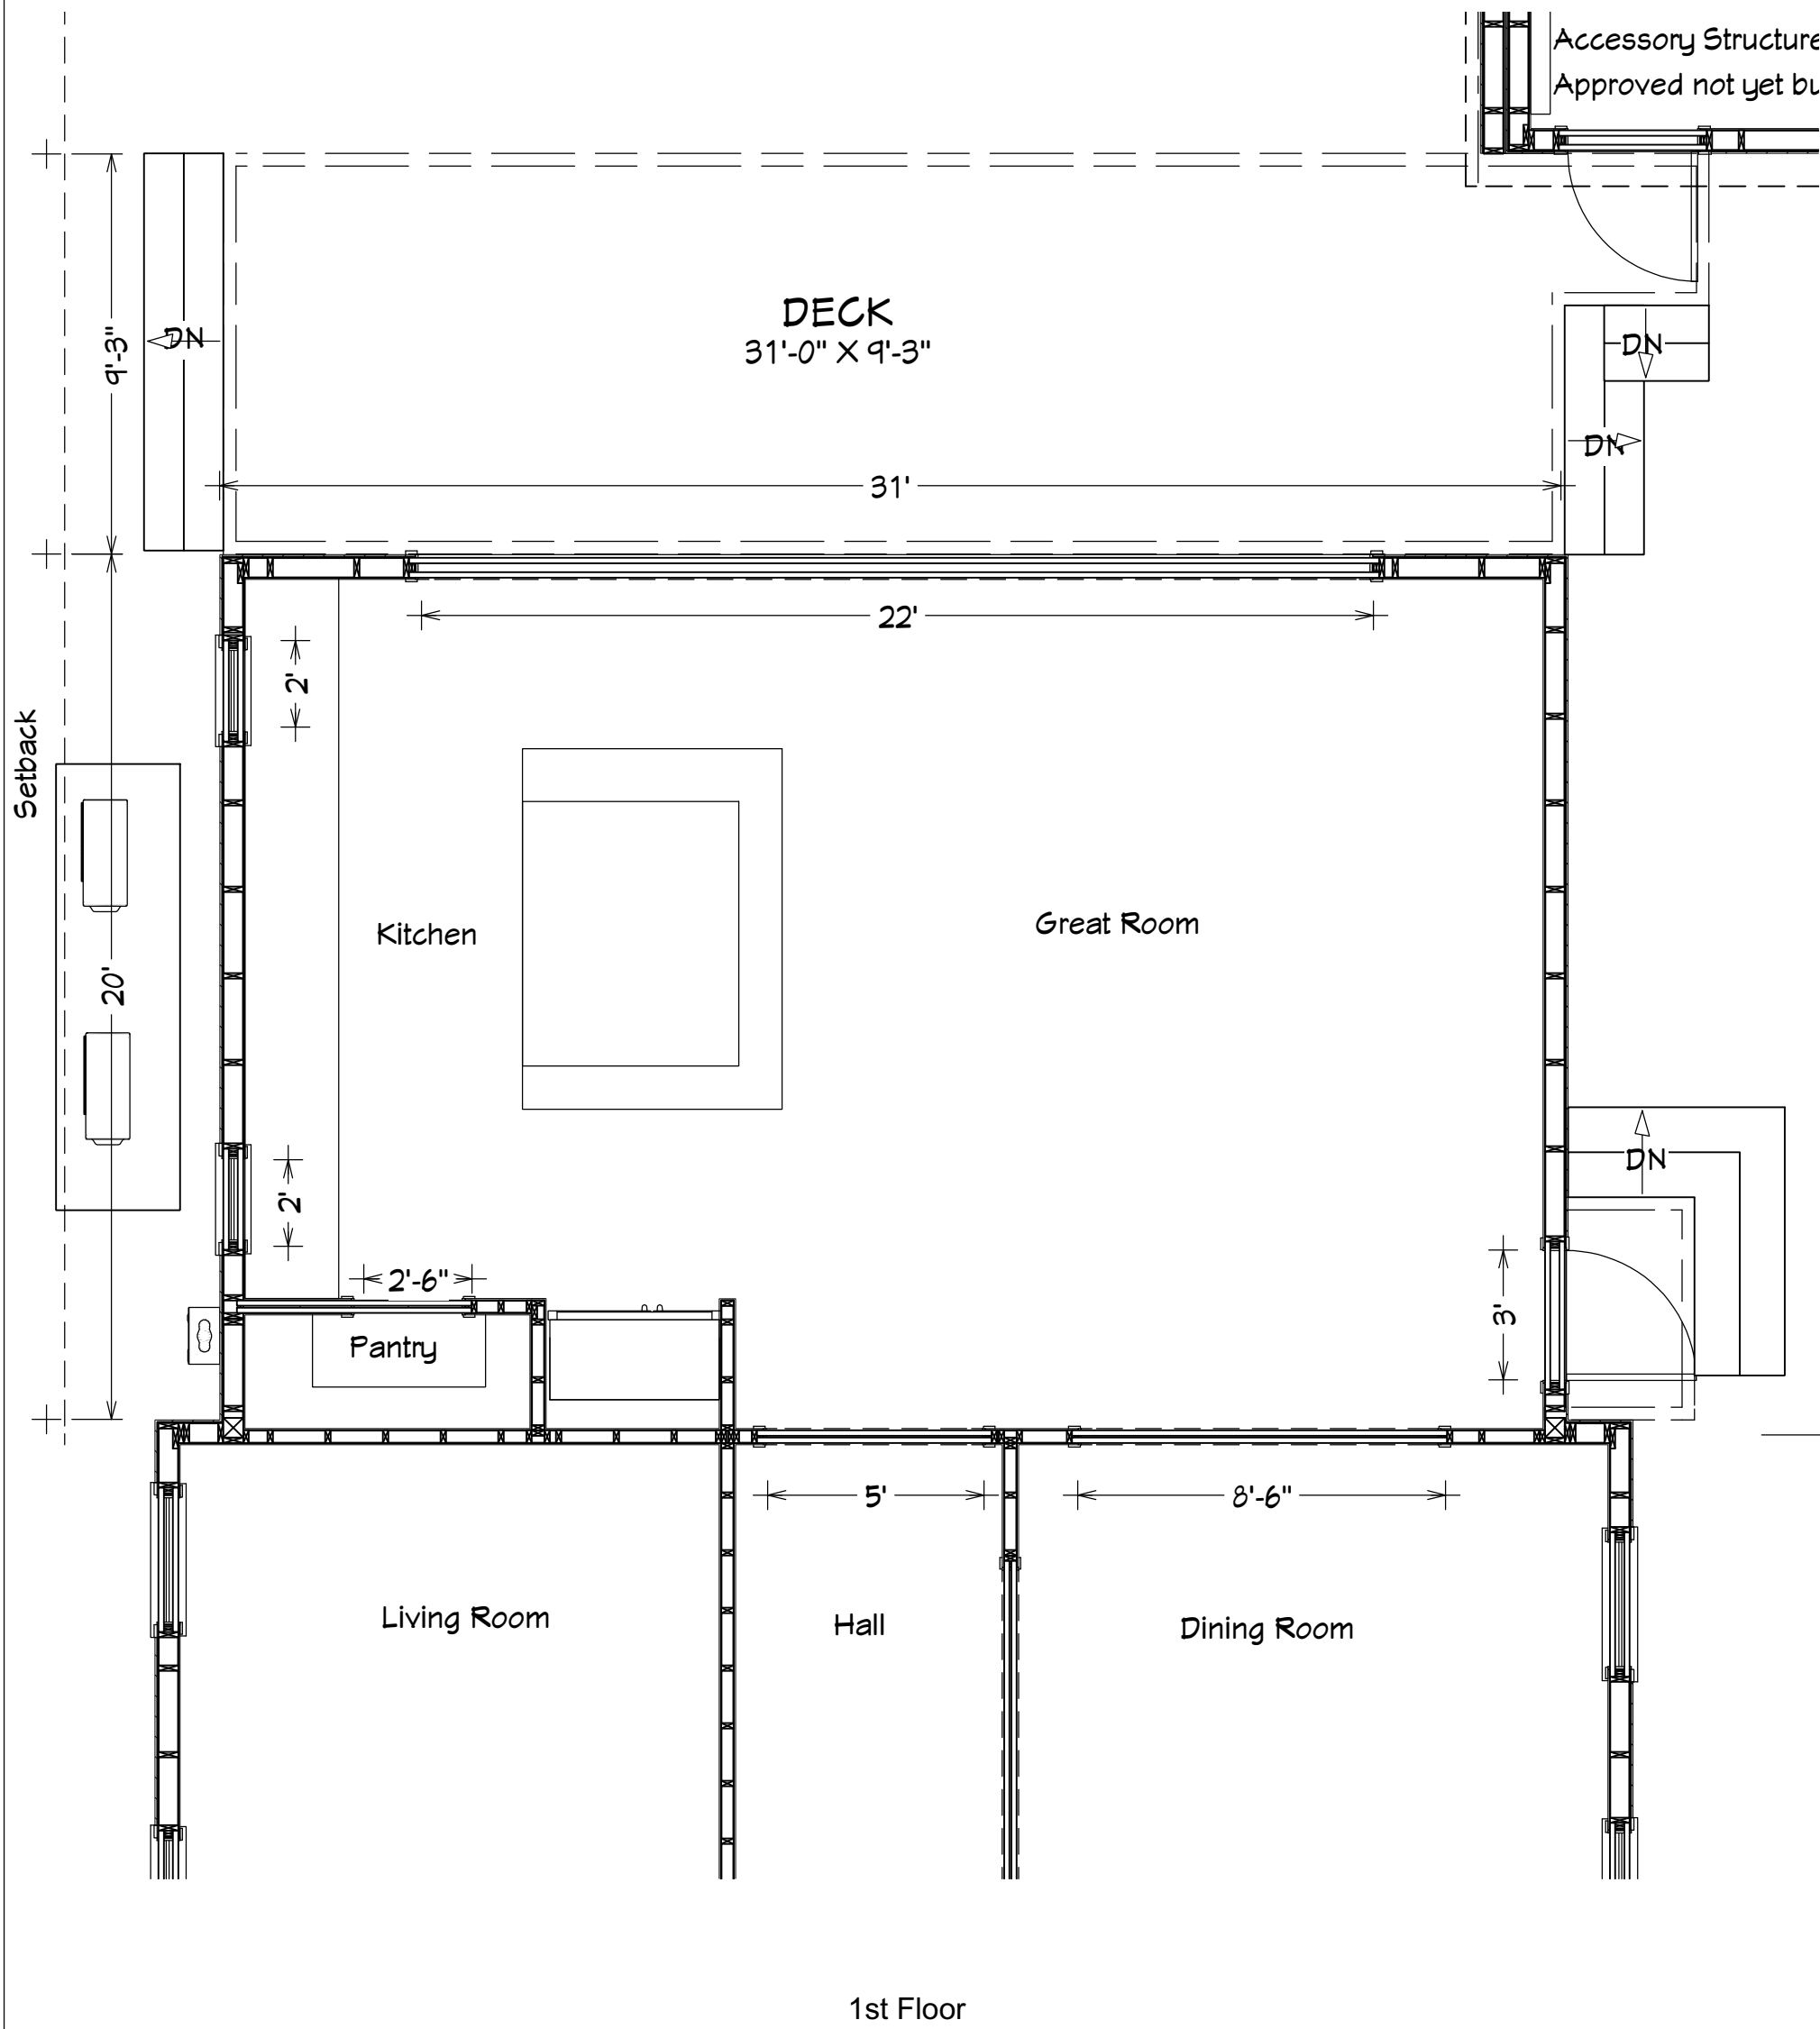 Accessory Structure
Approved not yet bu
DECK
31'-0" X 9'-3"
DN
9'-3"
DN
DN
31'
22'
2'
Setback
Kitchen
Great Room
20'
DN
2'
2'-6"
3'
Pantry
5'
8'-6"
Living Room
Hall
Dining Room
1st Floor